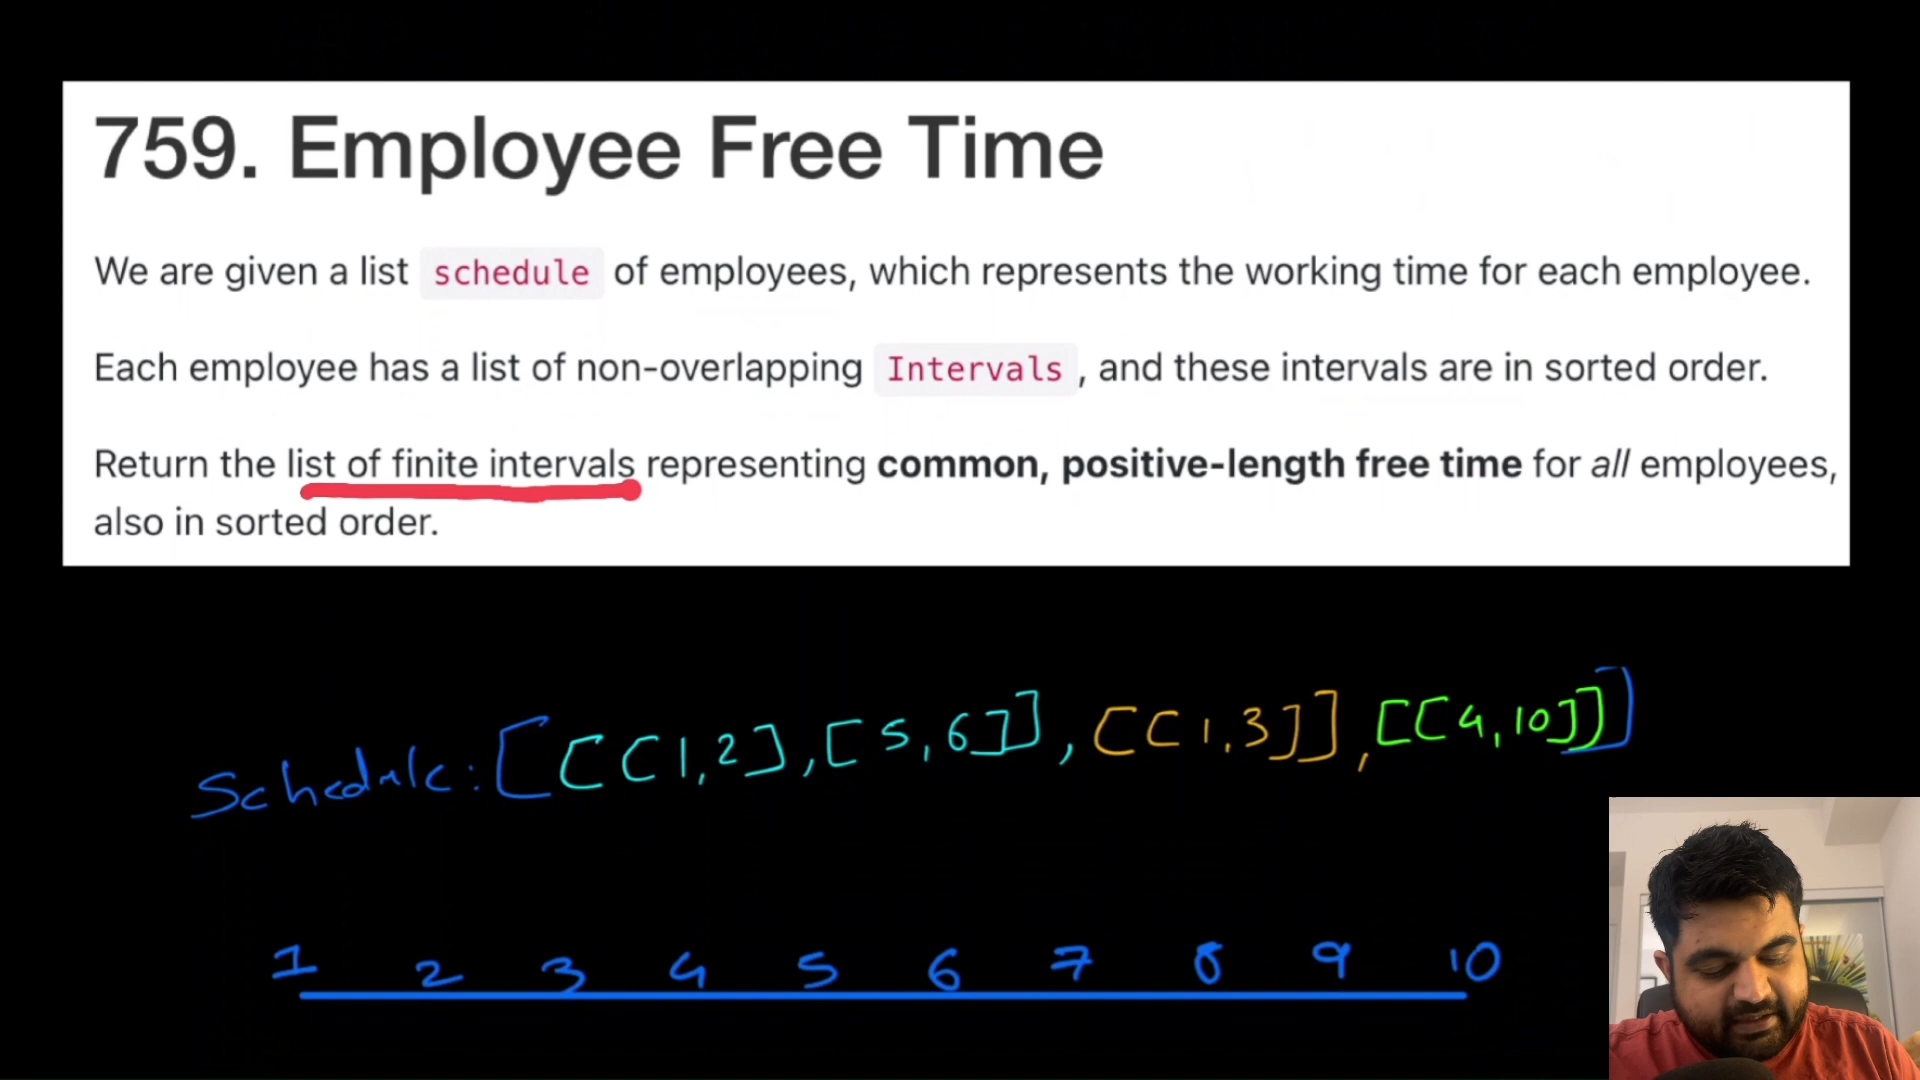 759. Employee Free Time
We are given a list schedule of employees, which represents the working time for each employee.
Each employee has a list of non-overlapping Intervals , and these intervals are in sorted order.
Return the list of finite intervals representing common, positive-length free time for all employees,
also in sorted order.
Schedule: [[[1,2],[5,6]], [[1,3]], [[4,10]]]
1 2 3 4 5 6 7 8 9 10